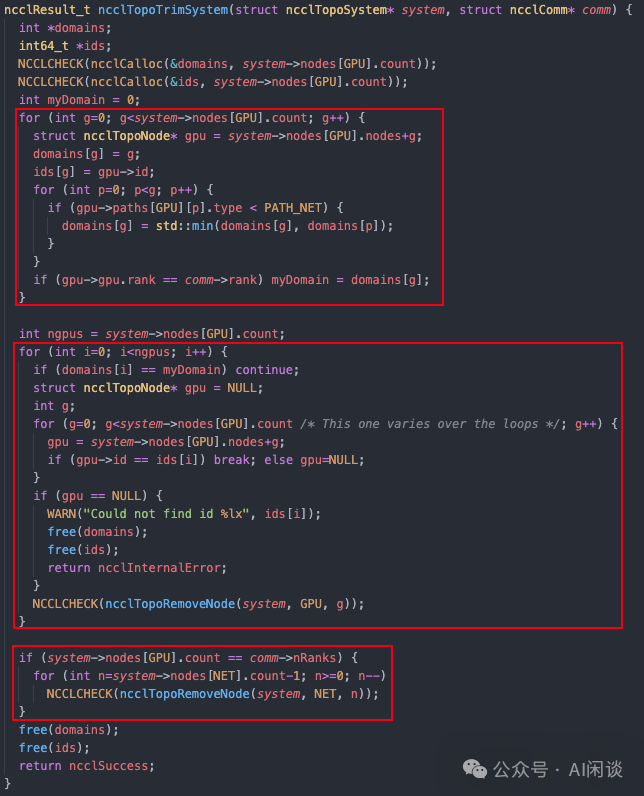 ncclResult_t ncclTopoTrimSystem(struct ncclTopoSystem* system, struct ncclComm* comm) {
  int *domains;
  int64_t *ids;
  NCCLCHECK(ncclCalloc(&domains, system->nodes[GPU].count));
  NCCLCHECK(ncclCalloc(&ids, system->nodes[GPU].count));
  int myDomain = 0;
  for (int g=0; g<system->nodes[GPU].count; g++) {
    struct ncclTopoNode* gpu = system->nodes[GPU].nodes+g;
    domains[g] = g;
    ids[g] = gpu->id;
    for (int p=0; p<g; p++) {
      if (gpu->paths[GPU][p].type < PATH_NET) {
        domains[g] = std::min(domains[g], domains[p]);
      }
    }
    if (gpu->gpu.rank == comm->rank) myDomain = domains[g];
  }
  int ngpus = system->nodes[GPU].count;
  for (int i=0; i<ngpus; i++) {
    if (domains[i] == myDomain) continue;
    struct ncclTopoNode* gpu = NULL;
    int g;
    for (g=0; g<system->nodes[GPU].count /* This one varies over the loops */; g++) {
      gpu = system->nodes[GPU].nodes+g;
      if (gpu->id == ids[i]) break; else gpu=NULL;
    }
    if (gpu == NULL) {
      WARN("Could not find id %lx", ids[i]);
      free(domains);
      free(ids);
      return ncclInternalError;
    }
    NCCLCHECK(ncclTopoRemoveNode(system, GPU, g));
  }
  if (system->nodes[GPU].count == comm->nRanks) {
    for (int n=system->nodes[NET].count-1; n>=0; n--)
      NCCLCHECK(ncclTopoRemoveNode(system, NET, n));
  }
  free(domains);
  free(ids);
  return ncclSuccess;
}
公众号 · AI闲谈